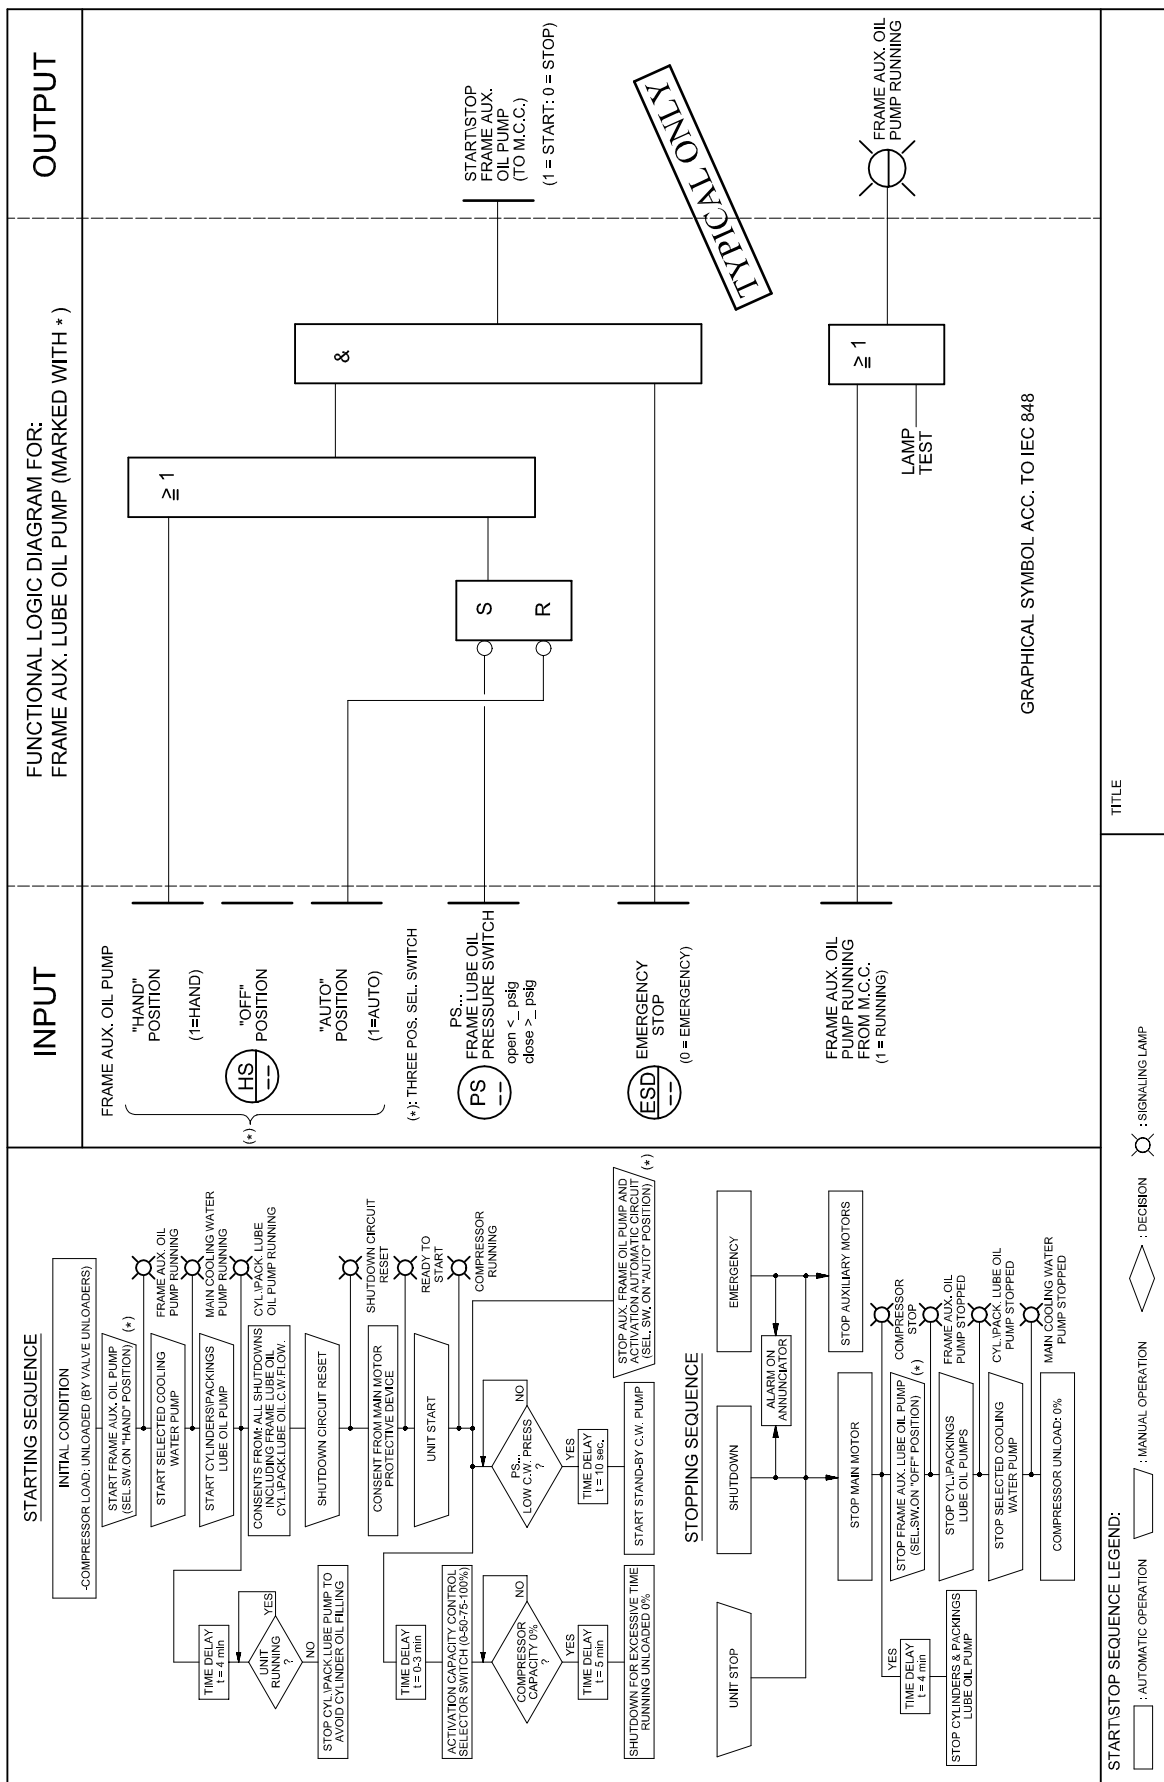 STARTING SEQUENCE
INITIAL CONDITION
-COMPRESSOR LOAD: UNLOADED (BY VALVE UNLOADERS)
START FRAME AUX. OIL PUMP
(SEL.SW.ON "HAND" POSITION)
(*)
FRAME AUX. OIL
PUMP RUNNING
START SELECTED COOLING
WATER PUMP
MAIN COOLING WATER
PUMP RUNNING
START CYLINDERS\PACKINGS
LUBE OIL PUMP
CYL.\PACK. LUBE
OIL PUMP RUNNING
TIME DELAY
t = 4 min
UNIT
RUNNING
?
YES
NO
STOP CYL.\PACK.LUBE PUMP TO
AVOID CYLINDER OIL FILLING
CONSENTS FROM: ALL SHUTDOWNS
INCLUDING FRAME LUBE OIL
CYL.\PACK.LUBE OIL.C.W.FLOW.
SHUTDOWN CIRCUIT RESET
SHUTDOWN CIRCUIT
RESET
CONSENT FROM MAIN MOTOR
PROTECTIVE DEVICE
READY TO
START
UNIT START
COMPRESSOR
RUNNING
TIME DELAY
t = 0-3 min
ACTIVATION CAPACITY CONTROL
SELECTOR SWITCH (0-50-75-100%)
COMPRESSOR
CAPACITY 0%
?
NO
YES
TIME DELAY
t = 5 min
SHUTDOWN FOR EXCESSIVE TIME
RUNNING UNLOADED 0%
PS...
LOW C.W. PRESS
?
NO
YES
TIME DELAY
t = 10 sec.
START STAND-BY C.W. PUMP
STOP AUX. FRAME OIL PUMP AND
ACTIVATION AUTOMATIC CIRCUIT
(SEL. SW. ON "AUTO" POSITION)
(*)
STOPPING SEQUENCE
UNIT STOP
SHUTDOWN
EMERGENCY
ALARM ON
ANNUNCIATOR
STOP MAIN MOTOR
STOP AUXILIARY MOTORS
COMPRESSOR
STOP
YES
TIME DELAY
t = 4 min
STOP CYLINDERS & PACKINGS
LUBE OIL PUMP
STOP FRAME AUX. LUBE OIL PUMP
(SEL.SW.ON "OFF" POSITION)
(*)
FRAME AUX. OIL
PUMP STOPPED
STOP CYL.\PACKINGS
LUBE OIL PUMPS
CYL.\PACK. LUBE OIL
PUMP STOPPED
STOP SELECTED COOLING
WATER PUMP
MAIN COOLING WATER
PUMP STOPPED
COMPRESSOR UNLOAD: 0%
INPUT
FRAME AUX. OIL PUMP
"HAND"
POSITION
(1=HAND)
(*)
HS
--
"OFF"
POSITION
"AUTO"
POSITION
(1=AUTO)
(*): THREE POS. SEL. SWITCH
PS
--
PS...
FRAME LUBE OIL
PRESSURE SWITCH
open <_ psig
close >_ psig
ESD
--
EMERGENCY
STOP
(0 = EMERGENCY)
FRAME AUX. OIL
PUMP RUNNING
FROM M.C.C.
(1 = RUNNING)
FUNCTIONAL LOGIC DIAGRAM FOR:
FRAME AUX. LUBE OIL PUMP (MARKED WITH * )
≧ 1
S
R
&
LAMP
TEST
≧ 1
GRAPHICAL SYMBOL ACC. TO IEC 848
OUTPUT
START\STOP
FRAME AUX.
OIL PUMP
(TO M.C.C.)
(1 = START: 0 = STOP)
TYPICAL ONLY
FRAME AUX. OIL
PUMP RUNNING
START\STOP SEQUENCE LEGEND:
: AUTOMATIC OPERATION
: MANUAL OPERATION
: DECISION
: SIGNALING LAMP
TITLE